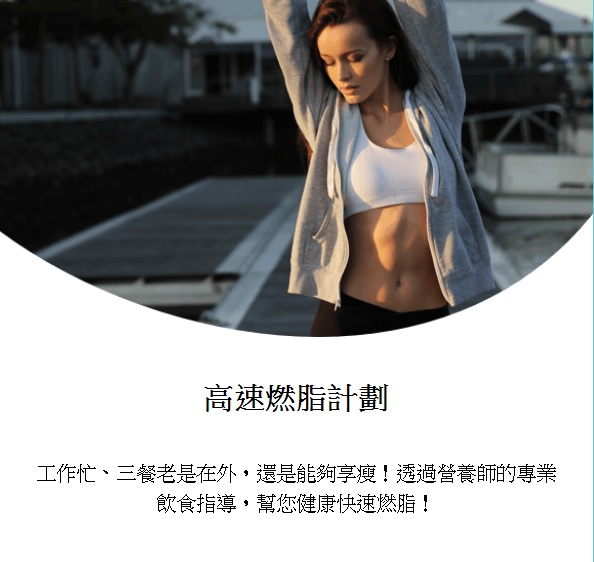 高速燃脂計劃
工作忙、三餐老是在外，還是能夠享瘦！透過營養師的專業
飲食指導，幫您健康快速燃脂！